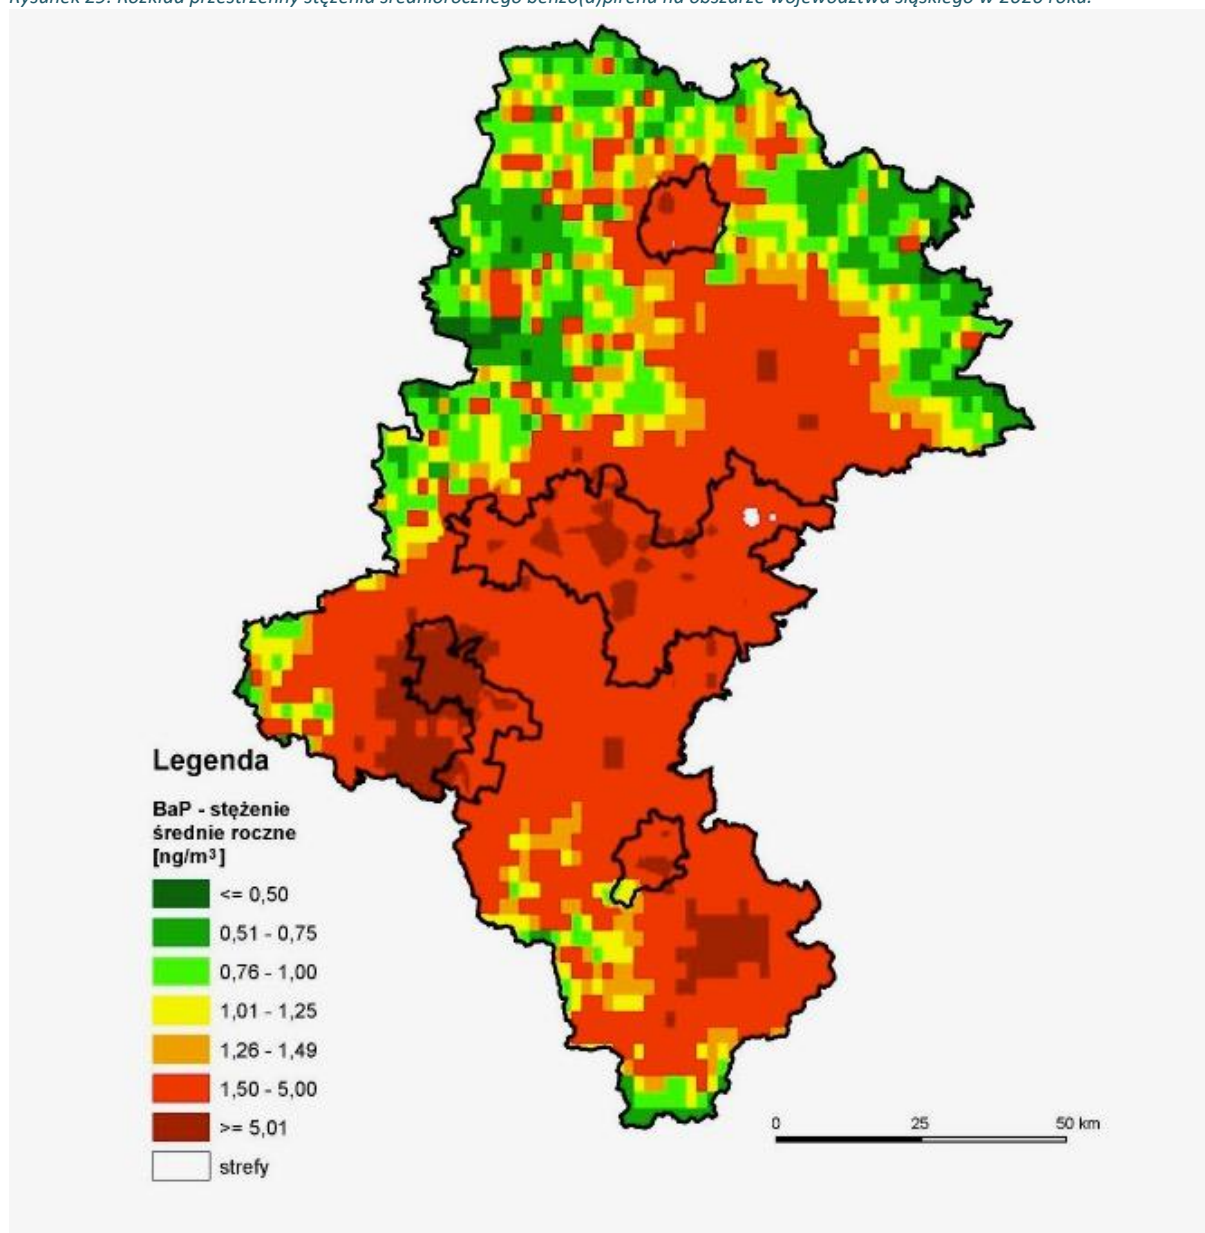 Rysunek 25. Rozkład przestrzenny stężenia średniorocznego benzo(a)pirenu na obszarze województwa śląskiego w 2020 roku.
Legenda
BaP - stężenie
średnie roczne
[ng/m³]
<= 0,50
0,51 - 0,75
0,76 - 1,00
1,01 - 1,25
1,26 - 1,49
1,50 - 5,00
>= 5,01
strefy
0 25 50 km